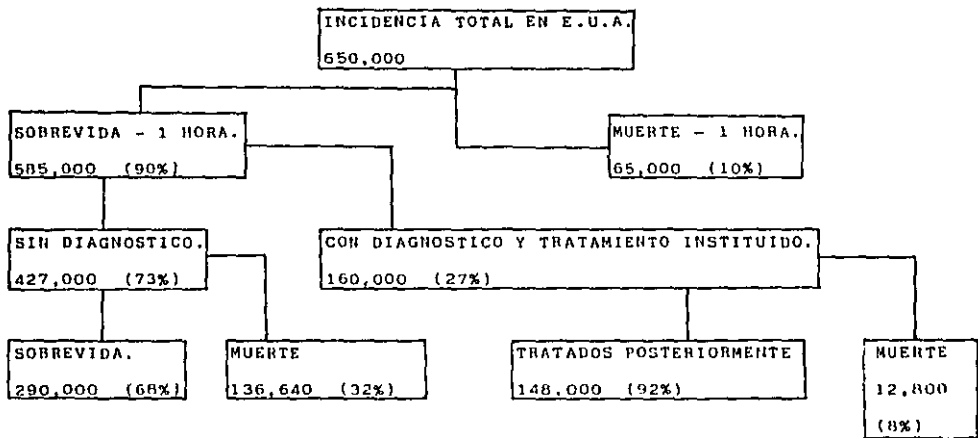 INCIDENCIA TOTAL EN E.U.A.
650,000
SOBREVIDA - 1 HORA.
585,000 (90%)
MUERTE - 1 HORA.
65,000 (10%)
SIN DIAGNOSTICO.
427,000 (73%)
CON DIAGNOSTICO Y TRATAMIENTO INSTITUIDO.
160,000 (27%)
SOBREVIDA.
290,000 (68%)
MUERTE
136,640 (32%)
TRATADOS POSTERIORMENTE
148,000 (92%)
MUERTE
12,800
(8%)